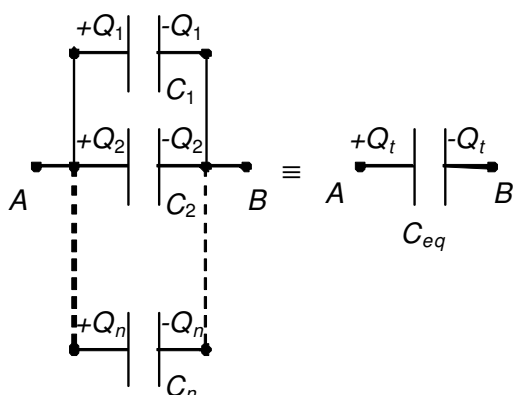 +Q1 -Q1
C1
+Q2 -Q2
A C2 B
≡
+Qt -Qt
A B
Ceq
+Qn -Qn
Cn